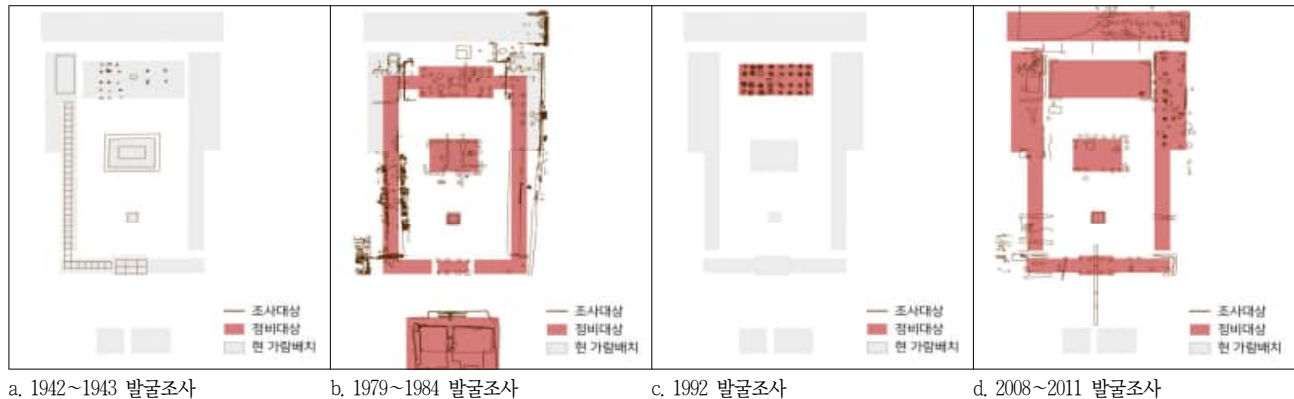 조사대상
정비대상
현 가람배치
조사대상
정비대상
현 가람배치
조사대상
정비대상
현 가람배치
조사대상
정비대상
현 가람배치
a. 1942~1943 발굴조사
b. 1979~1984 발굴조사
c. 1992 발굴조사
d. 2008~2011 발굴조사